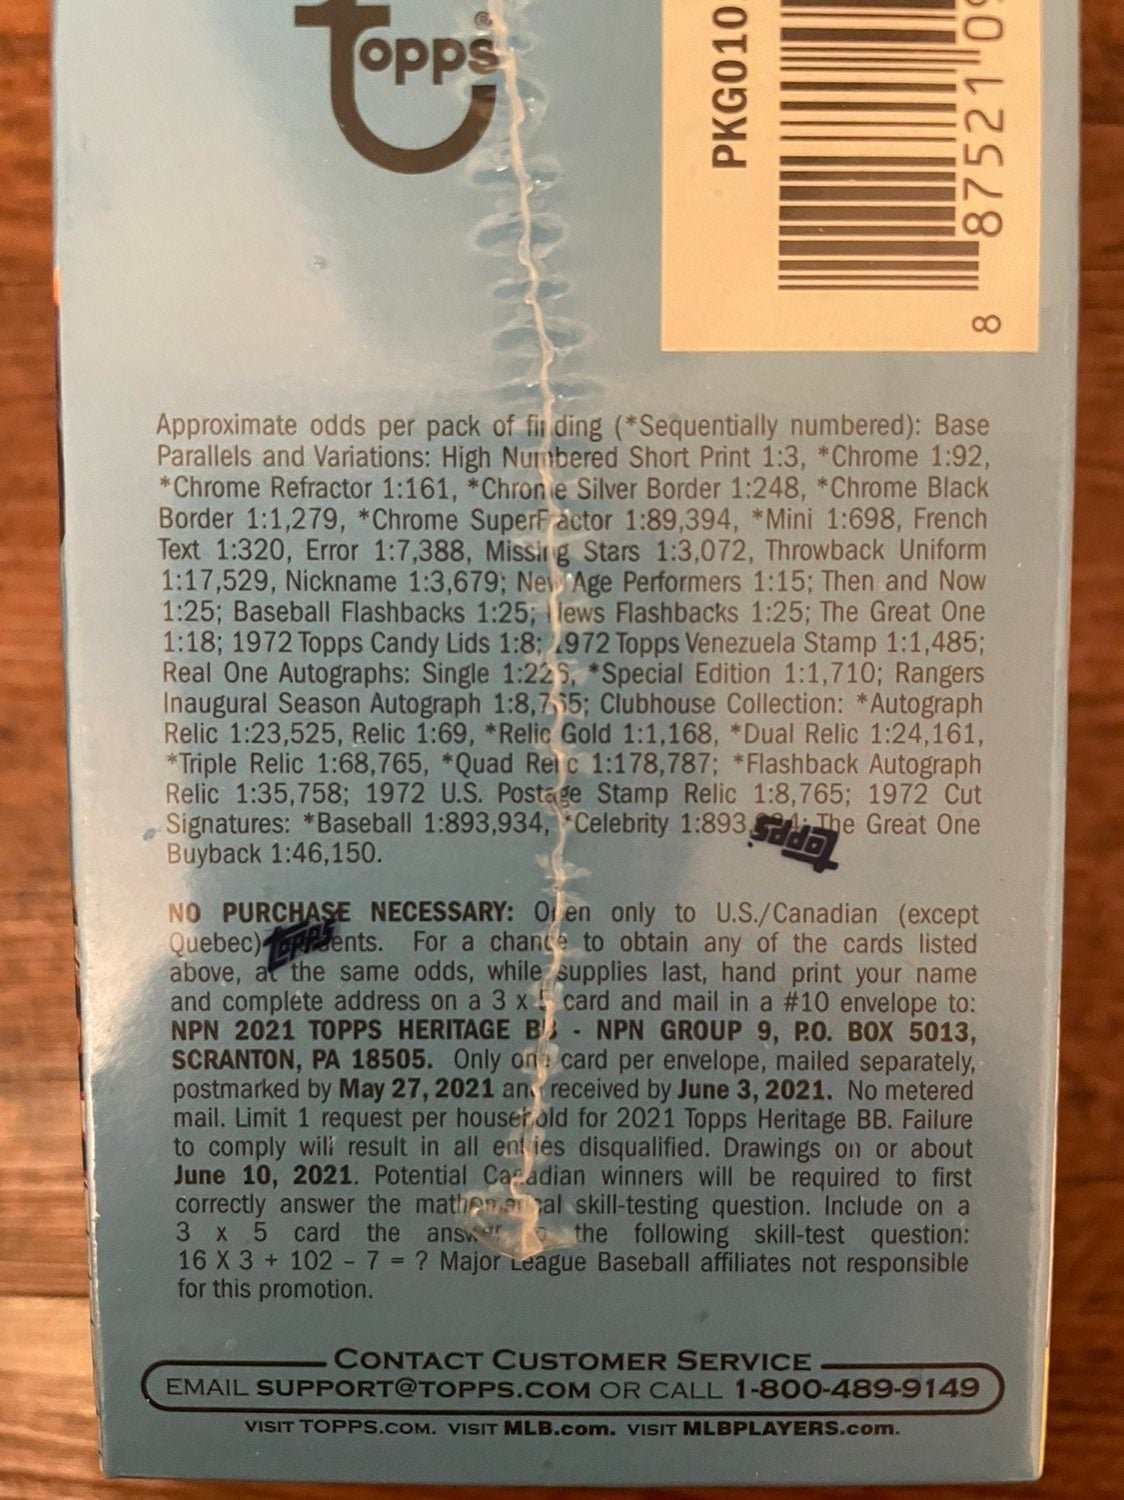 topps®
PKG010
8 87521 0
Approximate odds per pack of finding (*Sequentially numbered): Base
Parallels and Variations: High Numbered Short Print 1:3, *Chrome 1:92,
*Chrome Refractor 1:161, *Chrome Silver Border 1:248, *Chrome Black
Border 1:1,279, *Chrome SuperFractor 1:89,394, *Mini 1:698, French
Text 1:320, Error 1:7,388, Missing Stars 1:3,072, Throwback Uniform
1:17,529, Nickname 1:3,679; New Age Performers 1:15; Then and Now
1:25; Baseball Flashbacks 1:25; News Flashbacks 1:25; The Great One
1:18; 1972 Topps Candy Lids 1:8; 1972 Topps Venezuela Stamp 1:1,485;
Real One Autographs: Single 1:226, *Special Edition 1:1,710; Rangers
Inaugural Season Autograph 1:8,765; Clubhouse Collection: *Autograph
Relic 1:23,525, Relic 1:69, *Relic Gold 1:1,168, *Dual Relic 1:24,161,
*Triple Relic 1:68,765, *Quad Relic 1:178,787; *Flashback Autograph
Relic 1:35,758; 1972 U.S. Postage Stamp Relic 1:8,765; 1972 Cut
Signatures: *Baseball 1:893,934, *Celebrity The Great One
topps
Buyback 1:46,150.
NO PURCHASE NECESSARY: Open only to U.S./Canadian (except
Quebec) residents. For a chance to obtain any of the cards listed
topps
above, at the same odds, while supplies last, hand print your name
and complete address on a 3 x 5 card and mail in a #10 envelope to:
NPN 2021 TOPPS HERITAGE BB - NPN GROUP 9, P.O. BOX 5013,
SCRANTON, PA 18505. Only one card per envelope, mailed separately,
postmarked by May 27, 2021 and received by June 3, 2021. No metered
mail. Limit 1 request per household for 2021 Topps Heritage BB. Failure
to comply will result in all entries disqualified. Drawings on or about
June 10, 2021. Potential Canadian winners will be required to first
correctly answer the mathematical skill-testing question. Include on a
3 x 5 card the answer to the following skill-test question:
16 X 3 + 102 – 7 = ? Major League Baseball affiliates not responsible
for this promotion.
CONTACT CUSTOMER SERVICE
EMAIL SUPPORT@TOPPS.COM OR CALL 1-800-489-9149
VISIT TOPPS.COM. VISIT MLB.com. VISIT MLBPLAYERS.com.